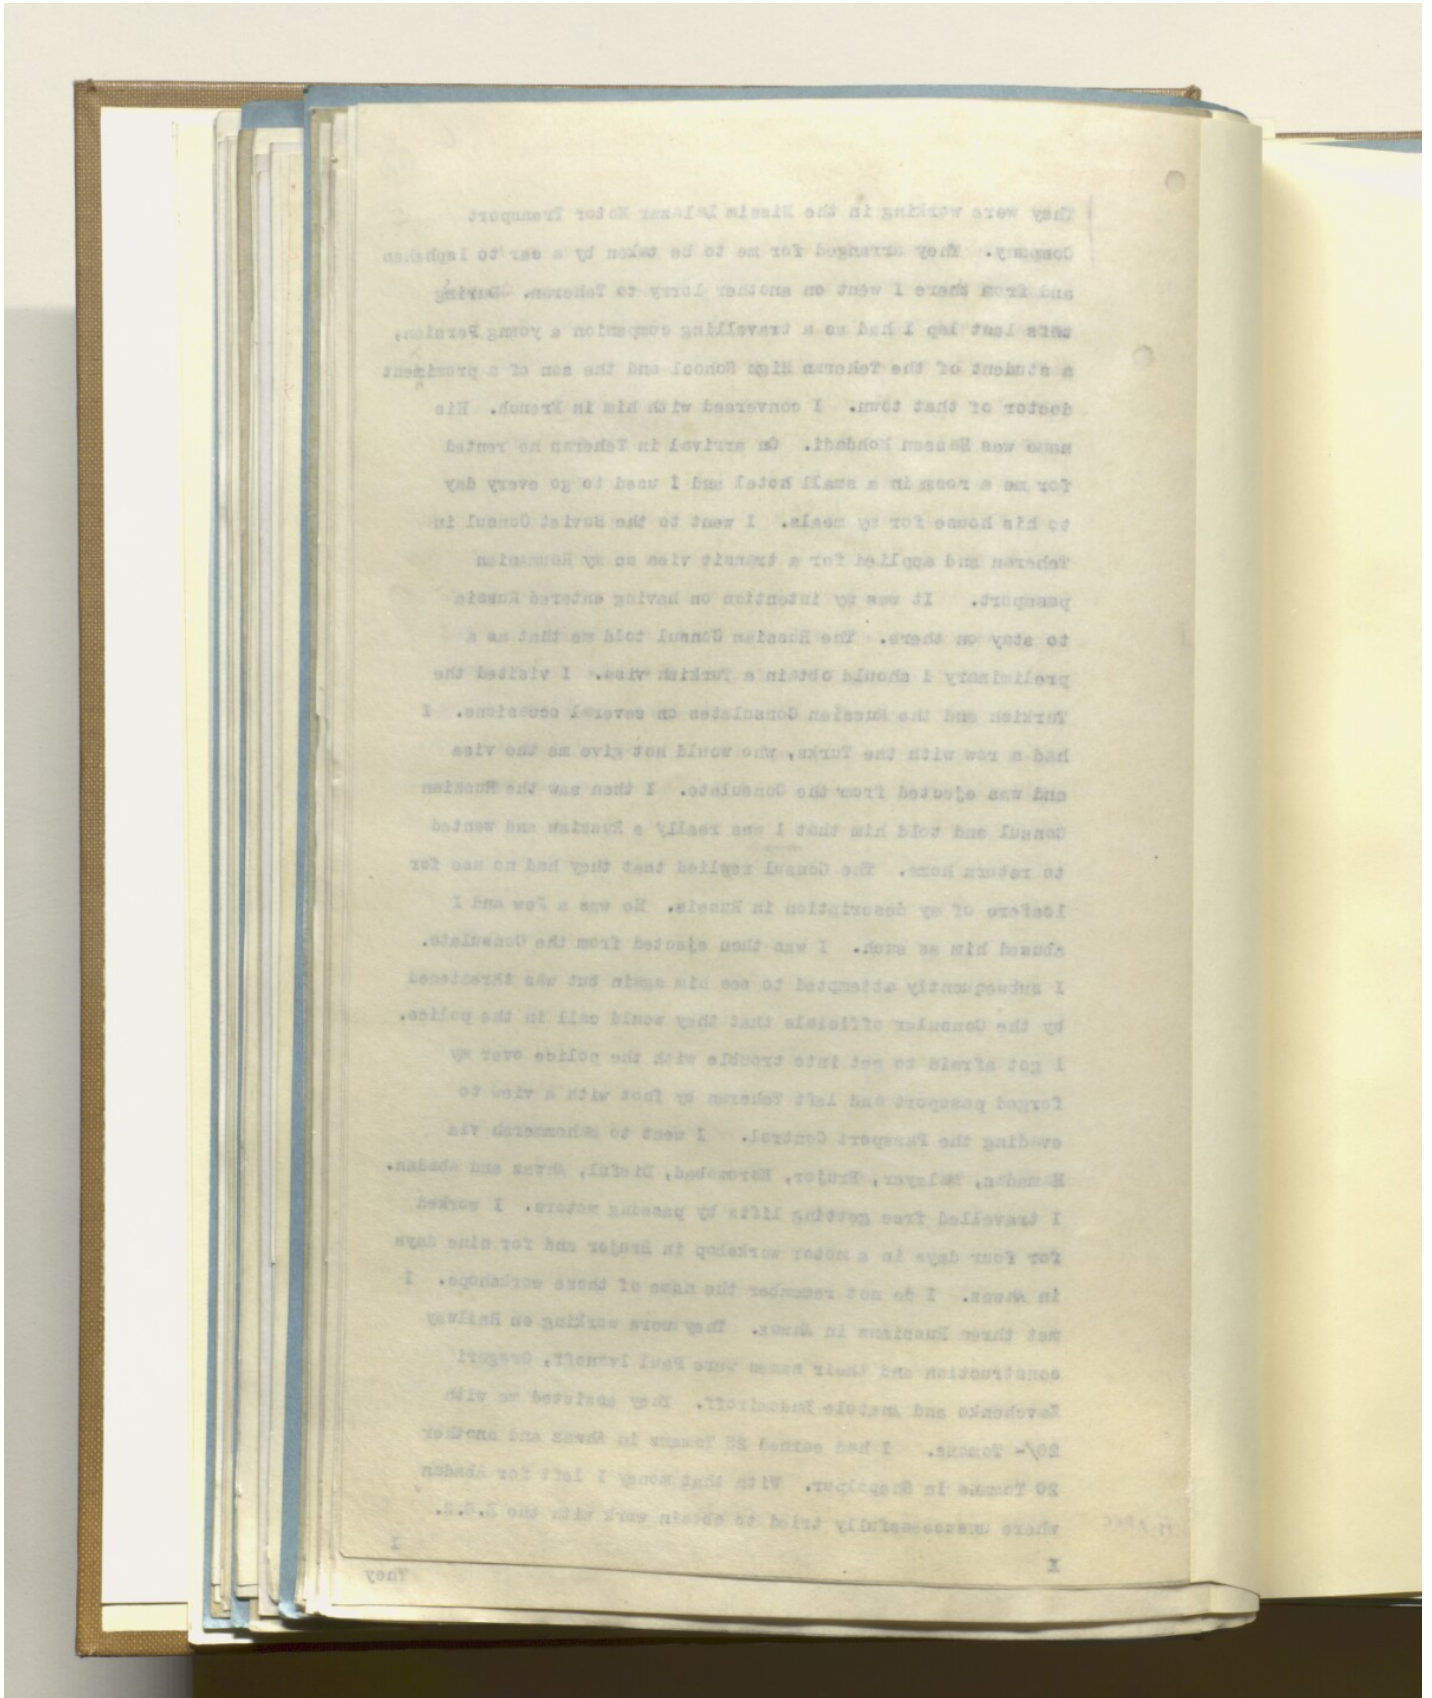 They were working in the Nissim Lalazar Motor Transport
Company. They arranged for me to be taken by a car to Isphahan
and from there I went on another lorry to Teheran. During
this last lap I had as a travelling companion a young Persian,
a student of the Teheran High School and the son of a prominent
doctor of that town. I conversed with him in French. His
name was Hassan Kohdadi. On arrival in Teheran he rented
for me a room in a small hotel and I used to go every day
to his house for my meals. I went to the Soviet Consul in
Teheran and applied for a transit visa on my Roumanian
passport. It was my intention on having entered Russia
to stay on there. The Russian Consul told me that as a
preliminary I should obtain a Turkish visa. I visited the
Turkish and the Russian Consulates on several occasions. I
had a row with the Turks, who would not give me the visa
and was ejected from the Consulate. I then saw the Russian
Consul and told him that I was really a Russian and wanted
to return home. The Consul replied that they had no use for
loafers of my description in Russia. He was a Jew and I
abused him as such. I was then ejected from the Consulate.
I subsequently attempted to see him again but was threatened
by the Consular officials that they would call in the police.
I got afraid to get into trouble with the police over my
forged passport and left Teheran by foot with a view to
evading the Passport Control. I went to Mohommerah via
Hamadan, Malayer, Brujer, Horomabad, Disful, Ahwaz and Abadan.
I travelled free getting lifts by passing motors. I worked
for four days in a motor workshop in Brujer and for nine days
in Ahwaz. I do not remember the name of those workshops. I
met three Russians in Ahwaz. They were working on Railway
construction and their names were Paul Ivanoff, Gregori
Kavchenko and Anatole. They assisted me with
20/- Tomans. I had earned 25 Tomans in Ahwaz and another
20 Tomans in. With that money I left for Abadan
where unsuccessfully tried to obtain work with the
I
X
They